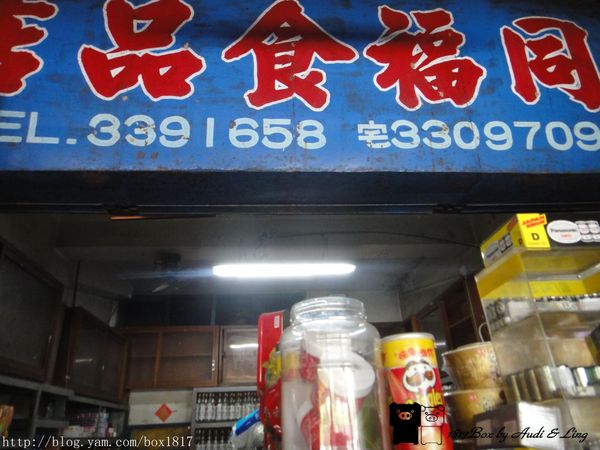 同福食品
EL. 3391658 宅3309709
D
Panasonic
1817Box by Audi & Ling
http://blog.yam.com/box1817